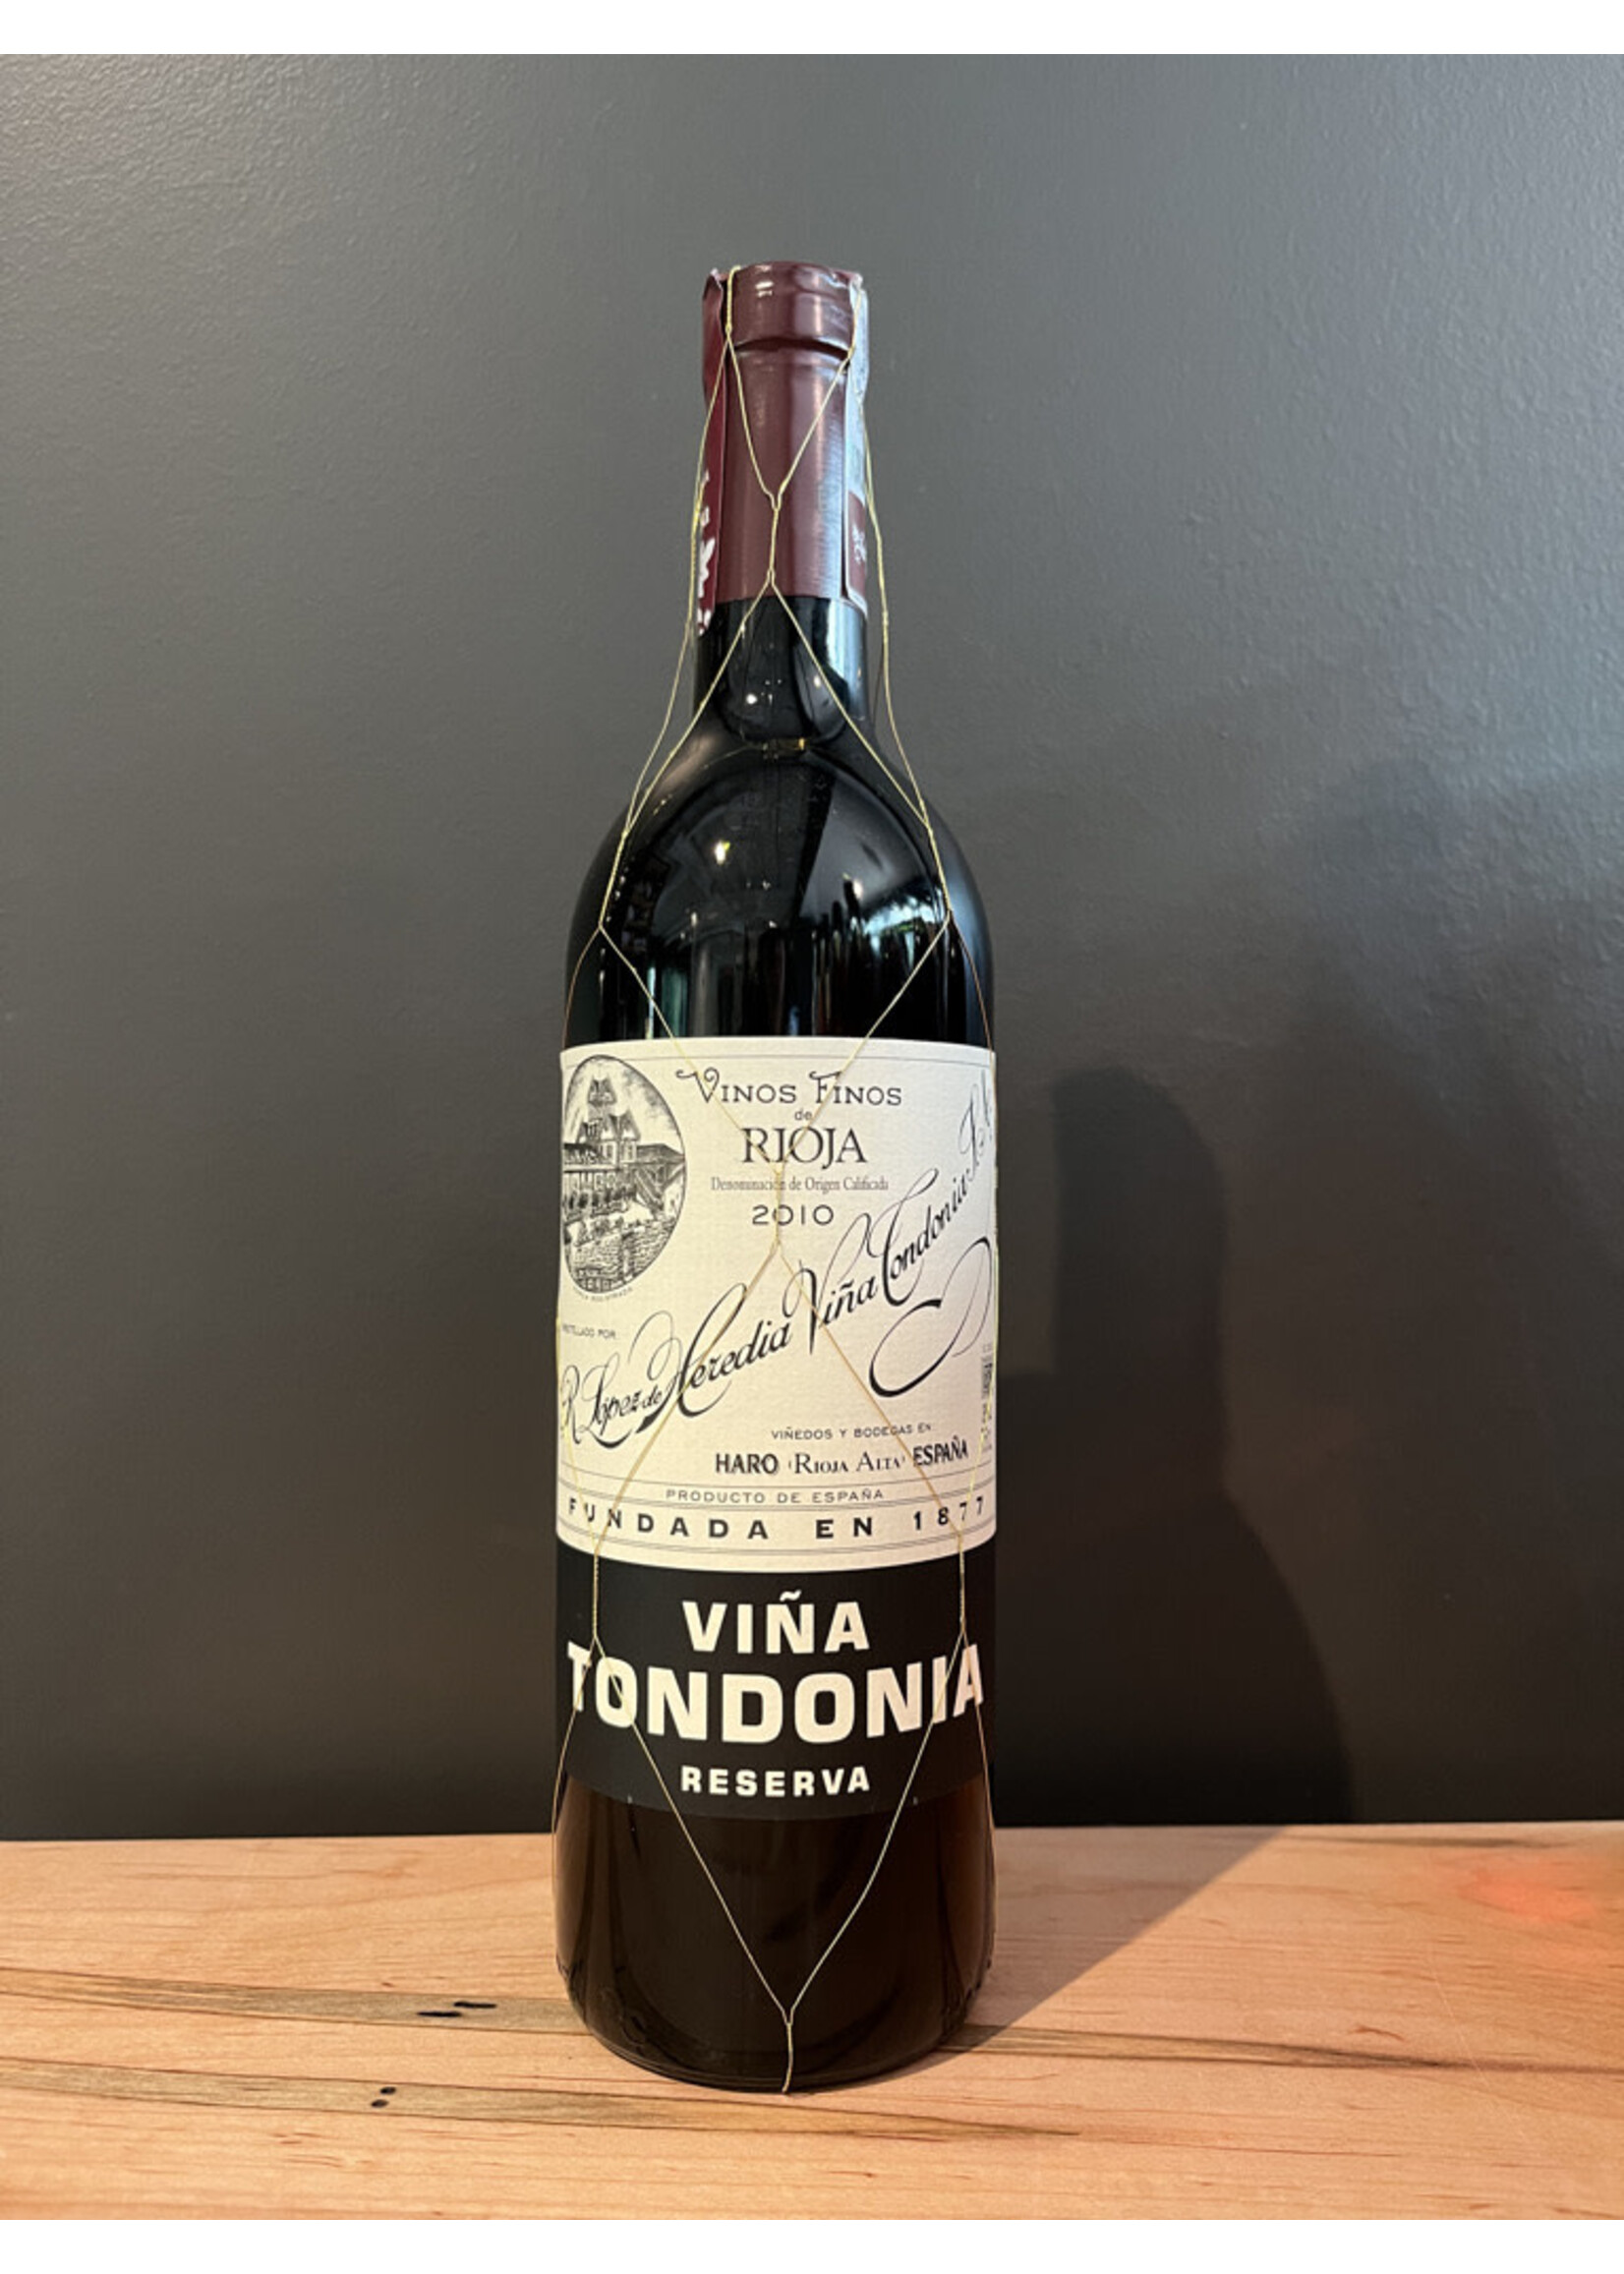 VINOS FINOS
de
RIOJA
Denominación de Origen Calificada
2010
R. López de Heredia Viña Tondonia
VIÑEDOS Y BODEGAS EN
HARO (RIOJA ALTA) ESPAÑA
PRODUCTO DE ESPAÑA
FUNDADA EN 1877
VIÑA
TONDONIA
RESERVA